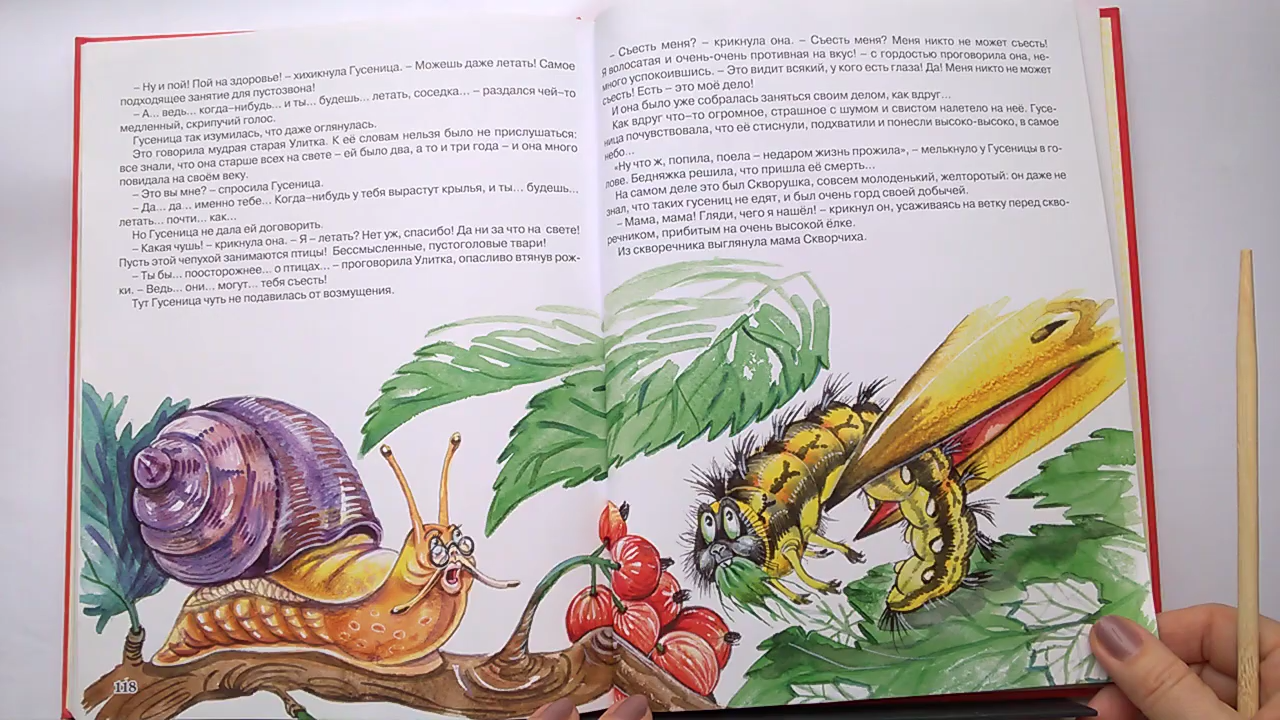 – Ну и пой! Пой на здоровье! – хихикнула Гусеница. – Можешь даже летать! Самое
подходящее занятие для пустозвона!
– А... ведь... когда–нибудь... и ты... будешь... летать, соседка... – раздался чей–то
медленный, скрипучий голос.
Гусеница так изумилась, что даже оглянулась.
Это говорила мудрая старая Улитка. К её словам нельзя было не прислушаться:
все знали, что она старше всех на свете – ей было два, а то и три года – и она много
повидала на своём веку.
– Это вы мне? – спросила Гусеница.
– Да... да... именно тебе... Когда–нибудь у тебя вырастут крылья, и ты... будешь...
летать... почти... как...
Но Гусеница не дала ей договорить.
– Какая чушь! – крикнула она. – Я – летать? Нет уж, спасибо! Да ни за что на свете!
Пусть этой чепухой занимаются птицы! Бессмысленные, пустоголовые твари!
– Ты бы... поосторожнее... о птицах... – проговорила Улитка, опасливо втянув рож-
ки. – Ведь... они... могут... тебя съесть!
Тут Гусеница чуть не подавилась от возмущения.
118
– Съесть меня? – крикнула она. – Съесть меня? Меня никто не может съесть!
Я волосатая и очень-очень противная на вкус! – с гордостью проговорила она, не-
много успокоившись. – Это видит всякий, у кого есть глаза! Да! Меня никто не может
съесть! Есть – это моё дело!
И она было уже собралась заняться своим делом, как вдруг...
Как вдруг что–то огромное, страшное с шумом и свистом налетело на неё. Гусе-
ница почувствовала, что её стиснули, подхватили и понесли высоко-высоко, в самое
небо...
«Ну что ж, попила, поела – недаром жизнь прожила», – мелькнуло у Гусеницы в го-
лове. Бедняжка решила, что пришла её смерть...
На самом деле это был Скворушка, совсем молоденький, желторотый: он даже не
знал, что таких гусениц не едят, и был очень горд своей добычей.
– Мама, мама! Гляди, чего я нашёл! – крикнул он, усаживаясь на ветку перед скво-
речником, прибитым на очень высокой ёлке.
Из скворечника выглянула мама Скворчиха.